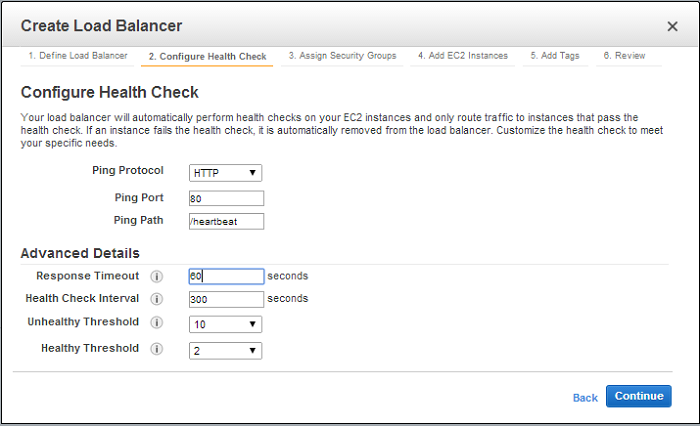 Create Load Balancer
1. Define Load Balancer 2. Configure Health Check 3. Assign Security Groups 4. Add EC2 Instances 5. Add Tags 6. Review
Configure Health Check
Your load balancer will automatically perform health checks on your EC2 instances and only route traffic to instances that pass the
health check. If an instance fails the health check, it is automatically removed from the load balancer. Customize the health check to meet
your specific needs.
Ping Protocol HTTP
Ping Port 80
Ping Path /heartbeat
Advanced Details
Response Timeout 60 seconds
Health Check Interval 300 seconds
Unhealthy Threshold 10
Healthy Threshold 2
Back Continue